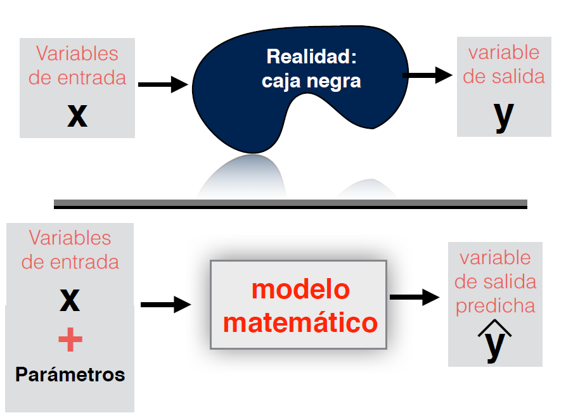 Variables
de entrada
x
Realidad:
caja negra
variable
de salida
y
Variables
de entrada
x
+
Parámetros
modelo
matemático
variable
de salida
predicha
ŷ